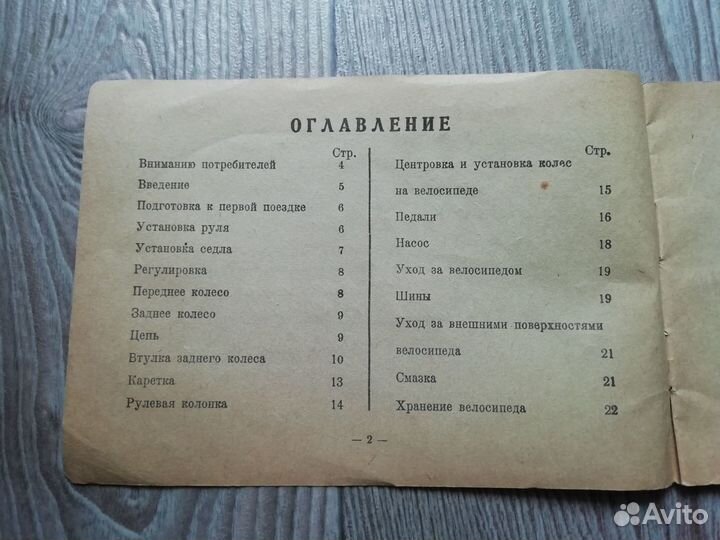 ОГЛАВЛЕНИЕ
Стр.
Вниманию потребителей 4
Введение 5
Подготовка к первой поездке 6
Установка руля 6
Установка седла 7
Регулировка 8
Переднее колесо 8
Заднее колесо 9
Цепь 9
Втулка заднего колеса 10
Каретка 13
Рулевая колонка 14
Стр.
Центровка и установка колес
на велосипеде 15
Педали 16
Насос 18
Уход за велосипедом 19
Шины 19
Уход за внешними поверхностями
велосипеда 21
Смазка 21
Хранение велосипеда 22
— 2 —
Avito